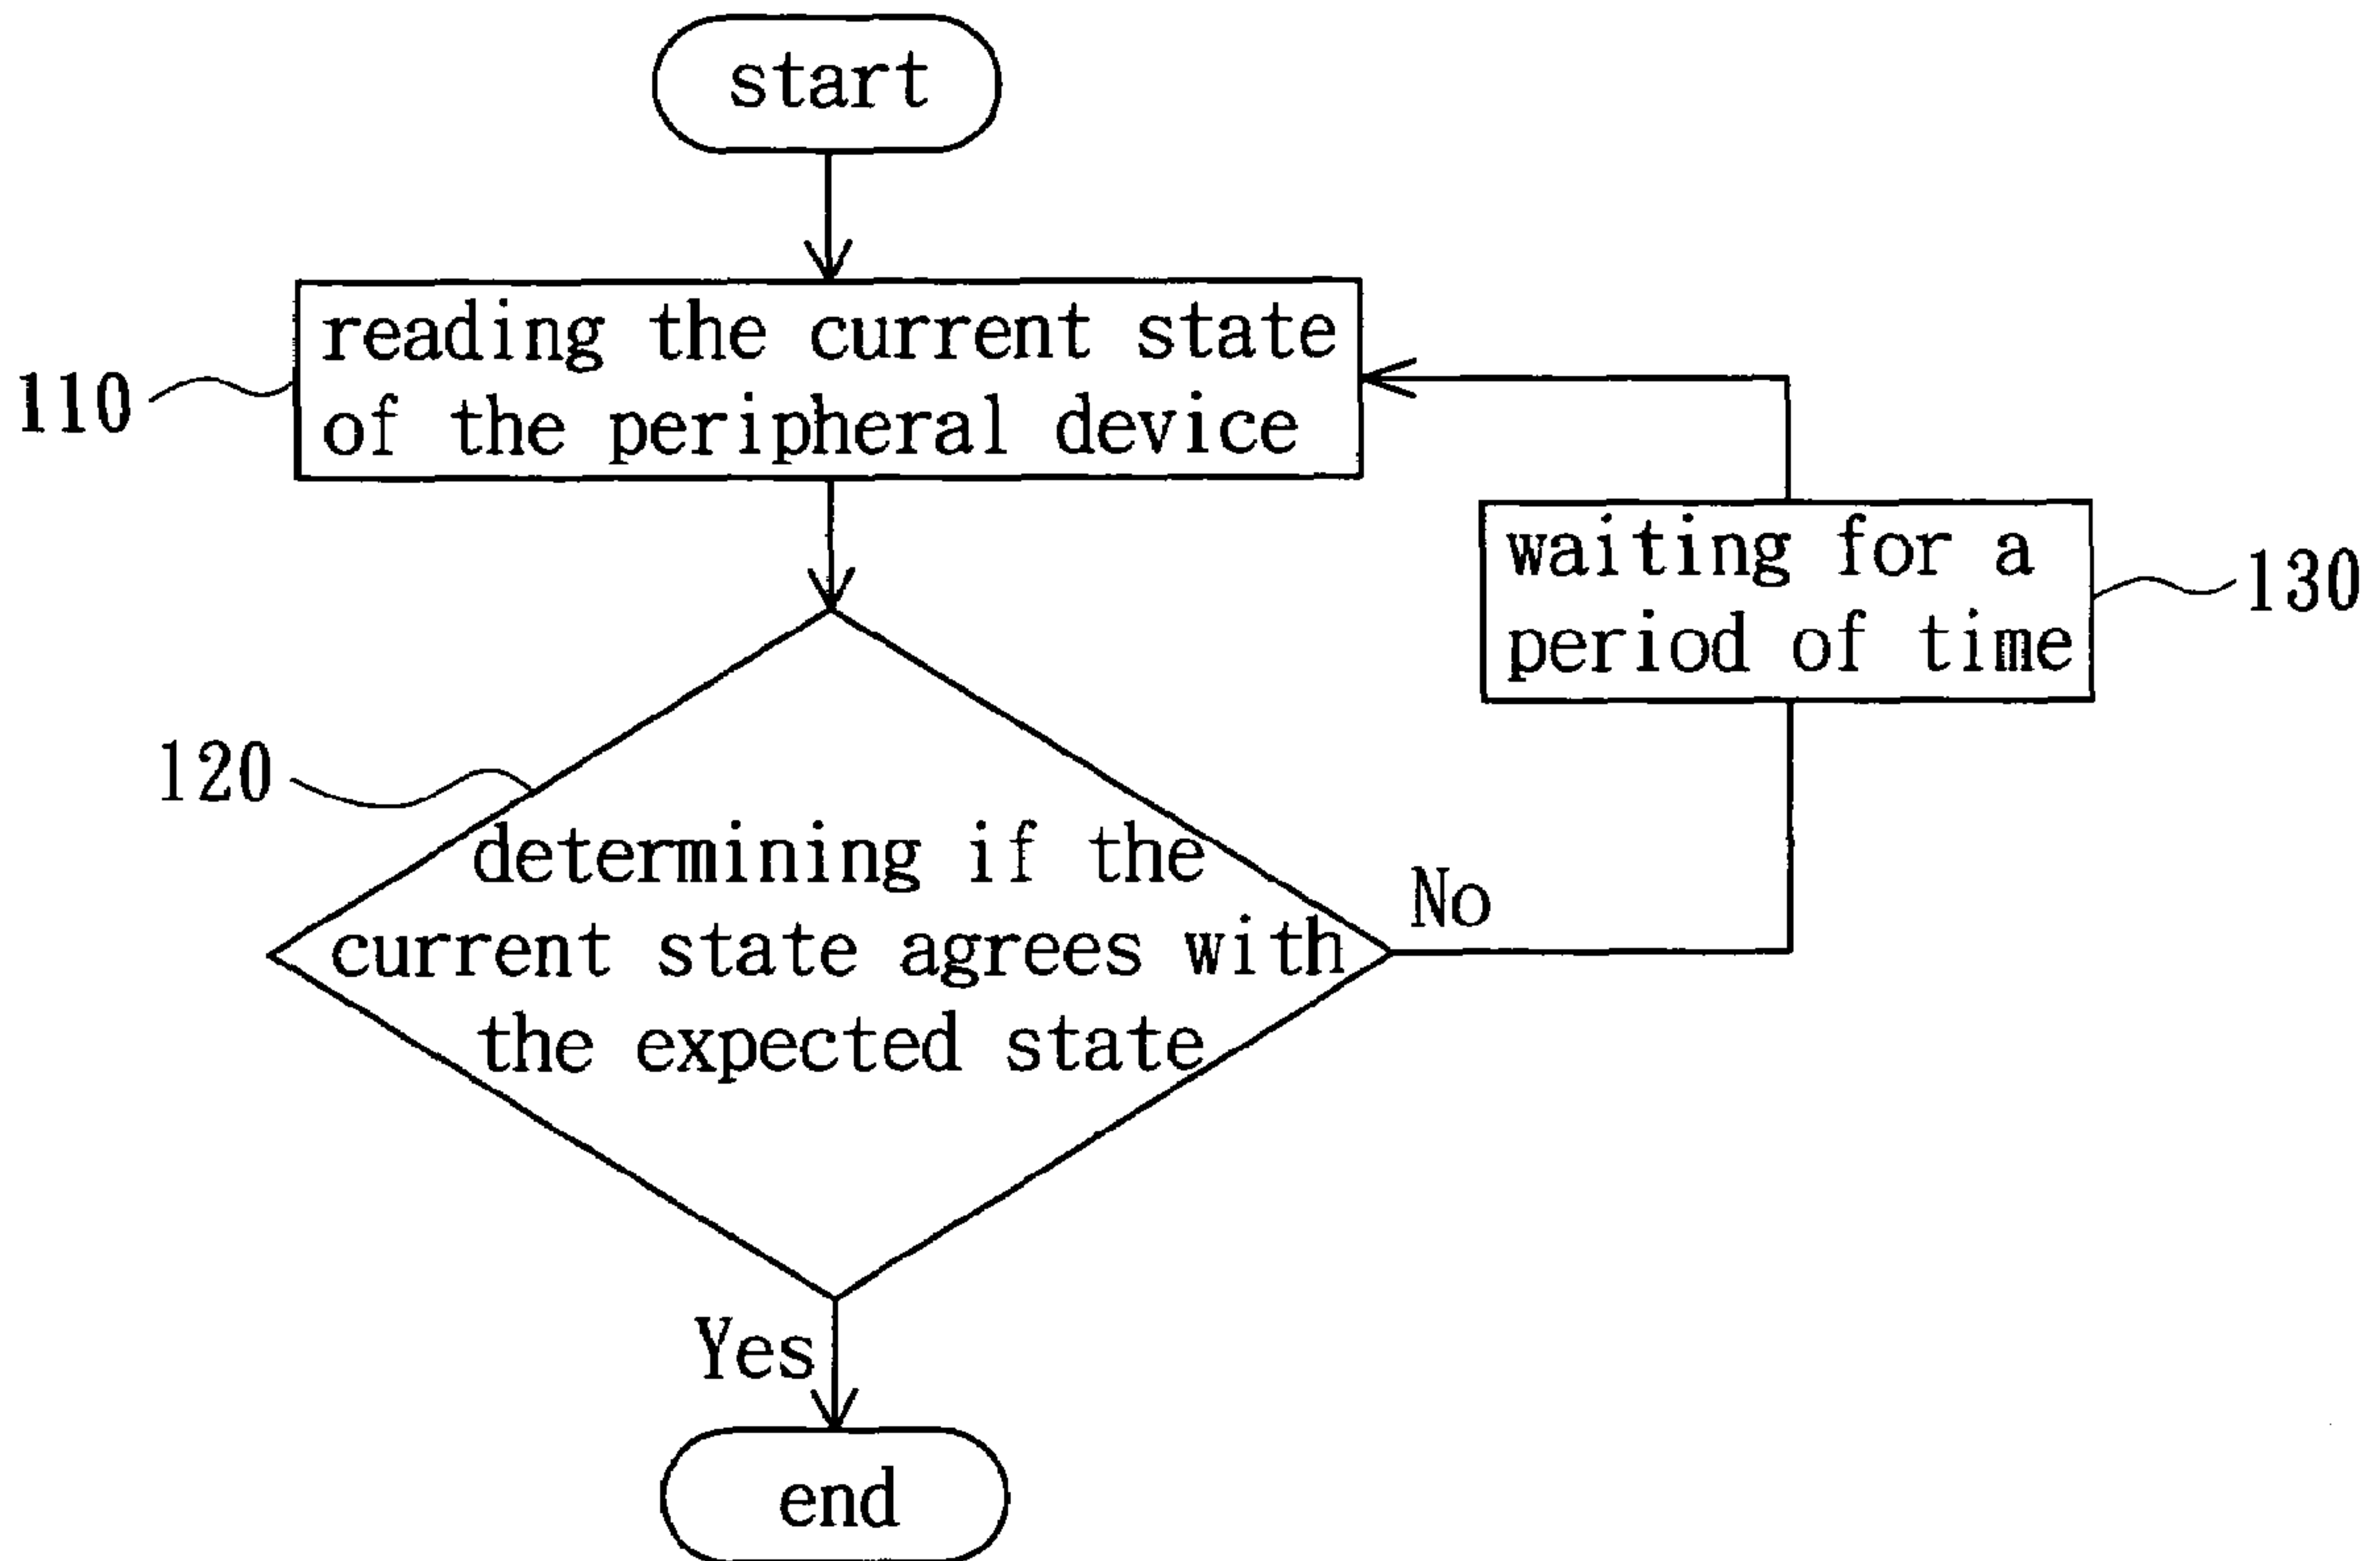 start
reading the current state
of the peripheral device
110
waiting for a
period of time
130
120
determining if the
current state agrees with
the expected state
No
Yes
end